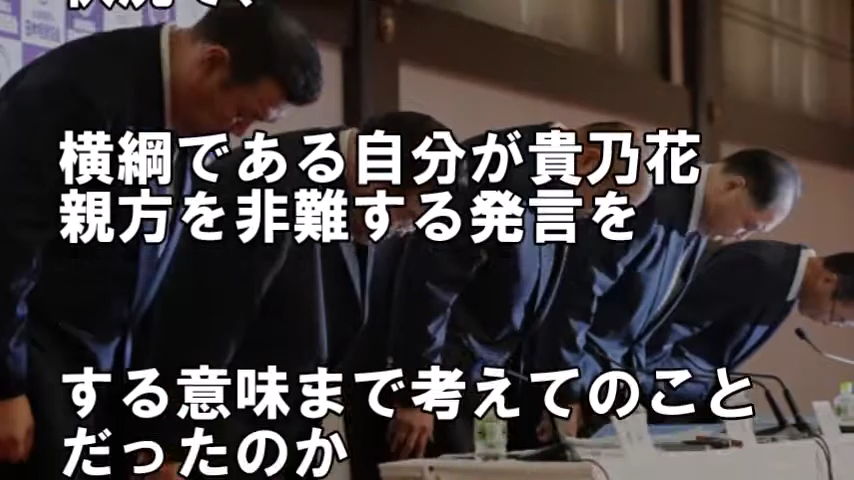 横綱である自分が貴乃花
親方を非難する発言を
する意味まで考えてのこと
だったのか